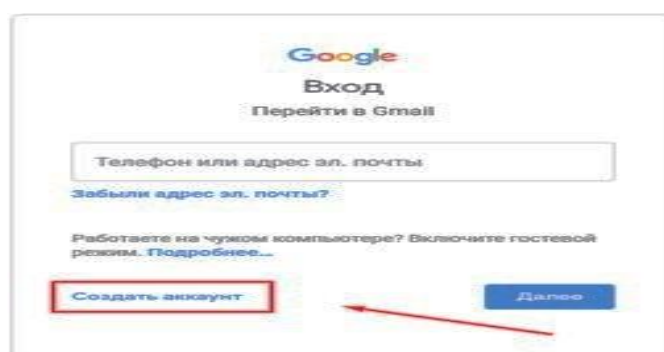 Google
Вход
Перейти в Gmail
Телефон или адрес эл. почты
Забыли адрес эл. почты?
Работаете на чужом компьютере? Включите гостевой
режим. Подробнее...
Создать аккаунт
Далее